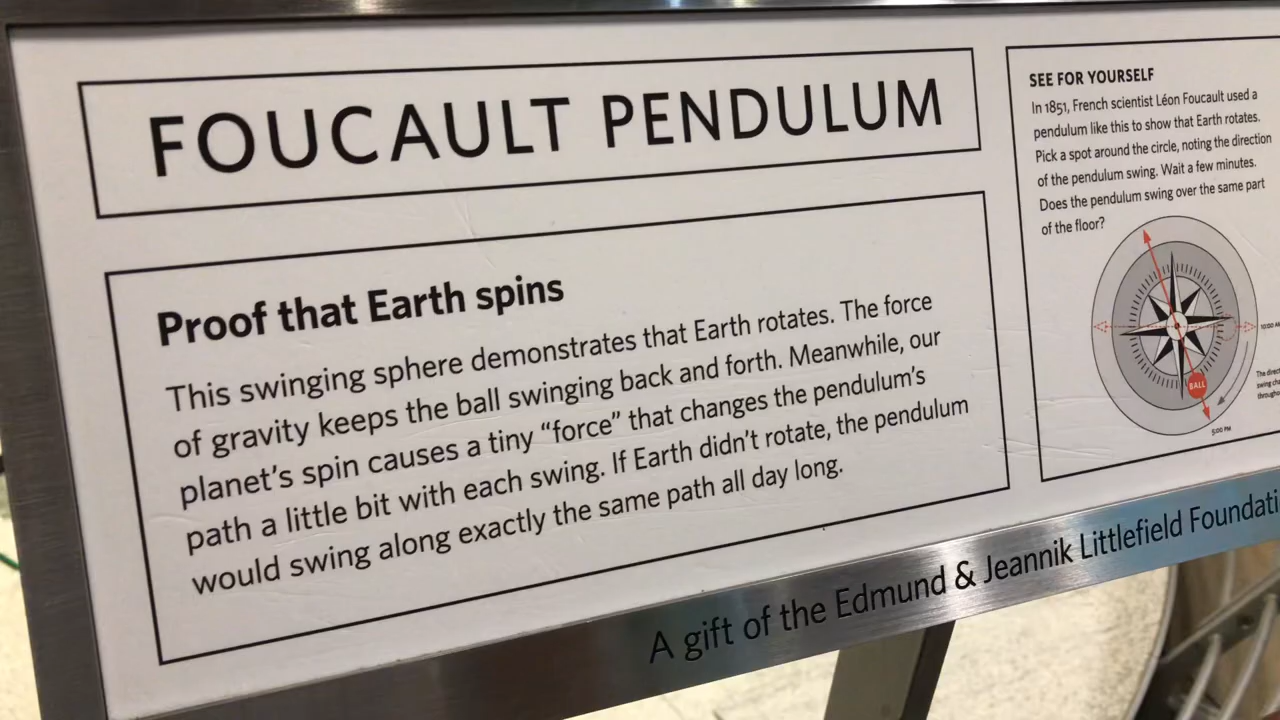 FOUCAULT PENDULUM
Proof that Earth spins
This swinging sphere demonstrates that Earth rotates. The force
of gravity keeps the ball swinging back and forth. Meanwhile, our
planet's spin causes a tiny “force” that changes the pendulum's
path a little bit with each swing. If Earth didn't rotate, the pendulum
would swing along exactly the same path all day long.
SEE FOR YOURSELF
In 1851, French scientist Léon Foucault used a
pendulum like this to show that Earth rotates.
Pick a spot around the circle, noting the direction
of the pendulum swing. Wait a few minutes.
Does the pendulum swing over the same part
of the floor?
10:00
BALL
The
swing
5:00 PM
A gift of the Edmund & Jeannik Littlefield